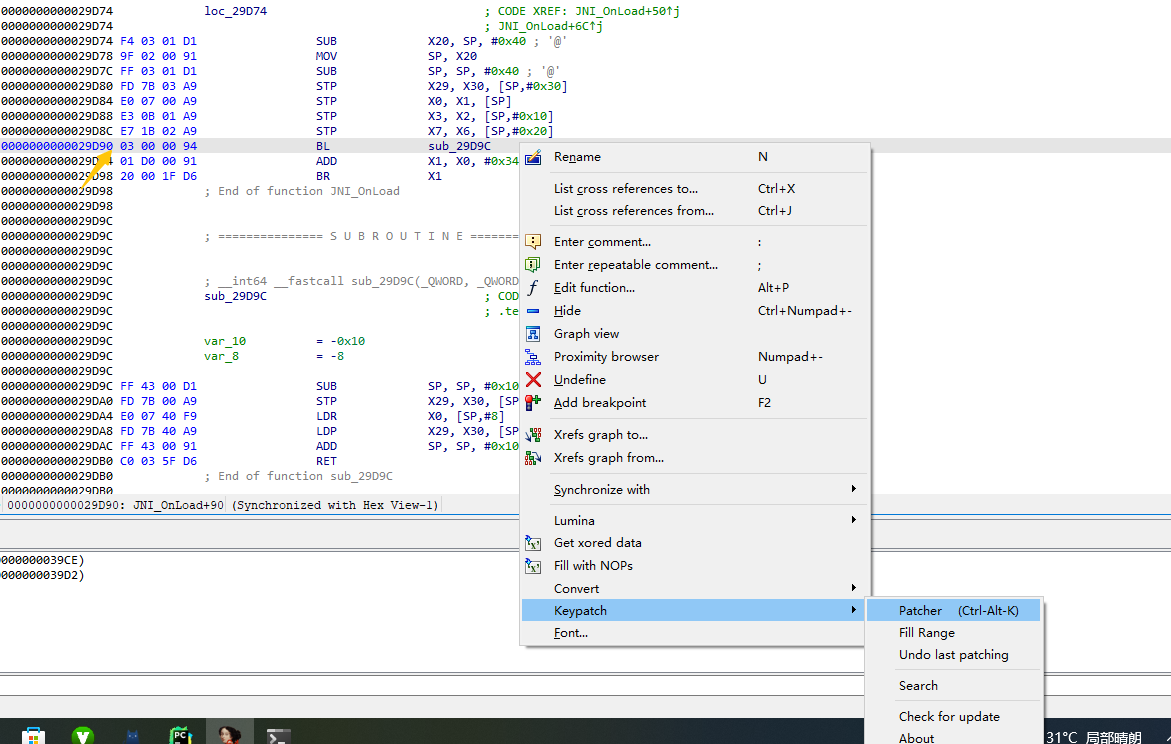 0000000000029D74 loc_29D74 ; CODE XREF: JNI_OnLoad+50↑j
0000000000029D74 ; JNI_OnLoad+6C↑j
0000000000029D74 F4 03 01 D1 SUB X20, SP, #0x40 ; '@'
0000000000029D78 9F 02 00 91 MOV SP, X20
0000000000029D7C FF 03 01 D1 SUB SP, SP, #0x40 ; '@'
0000000000029D80 FD 7B 03 A9 STP X29, X30, [SP,#0x30]
0000000000029D84 E0 07 00 A9 STP X0, X1, [SP]
0000000000029D88 E3 0B 01 A9 STP X3, X2, [SP,#0x10]
0000000000029D8C E7 1B 02 A9 STP X7, X6, [SP,#0x20]
0000000000029D90 03 00 00 94 BL sub_29D9C
01 D0 00 91 ADD X1, X0, #0x34
0000000000029D98 20 00 1F D6 BR X1
0000000000029D98 ; End of function JNI_OnLoad
0000000000029D98
0000000000029D9C
0000000000029D9C ; =============== S U B R O U T I N E =======
0000000000029D9C
0000000000029D9C
0000000000029D9C ; __int64 __fastcall sub_29D9C(_QWORD, _QWORD
0000000000029D9C sub_29D9C ; COD
0000000000029D9C ; .te
0000000000029D9C
0000000000029D9C var_10 = -0x10
0000000000029D9C var_8 = -8
0000000000029D9C
0000000000029D9C FF 43 00 D1 SUB SP, SP, #0x10
0000000000029DA0 FD 7B 00 A9 STP X29, X30, [SP
0000000000029DA4 E0 07 40 F9 LDR X0, [SP,#8]
0000000000029DA8 FD 7B 40 A9 LDP X29, X30, [SP
0000000000029DAC FF 43 00 91 ADD SP, SP, #0x10
0000000000029DB0 C0 03 5F D6 RET
0000000000029DB0 ; End of function sub_29D9C
0000000000029DB0
0000000000029D90: JNI_OnLoad+90 (Synchronized with Hex View-1)
000000039CE)
000000039D2)
Rename N
List cross references to... Ctrl+X
List cross references from... Ctrl+J
Enter comment... :
Enter repeatable comment... ;
Edit function... Alt+P
Hide Ctrl+Numpad+-
Graph view
Proximity browser Numpad+-
Undefine U
Add breakpoint F2
Xrefs graph to...
Xrefs graph from...
Synchronize with
Lumina
Get xored data
Fill with NOPs
Convert
Keypatch
Font...
Patcher (Ctrl-Alt-K)
Fill Range
Undo last patching
Search
Check for update
About
PC
31°C 局部晴朗